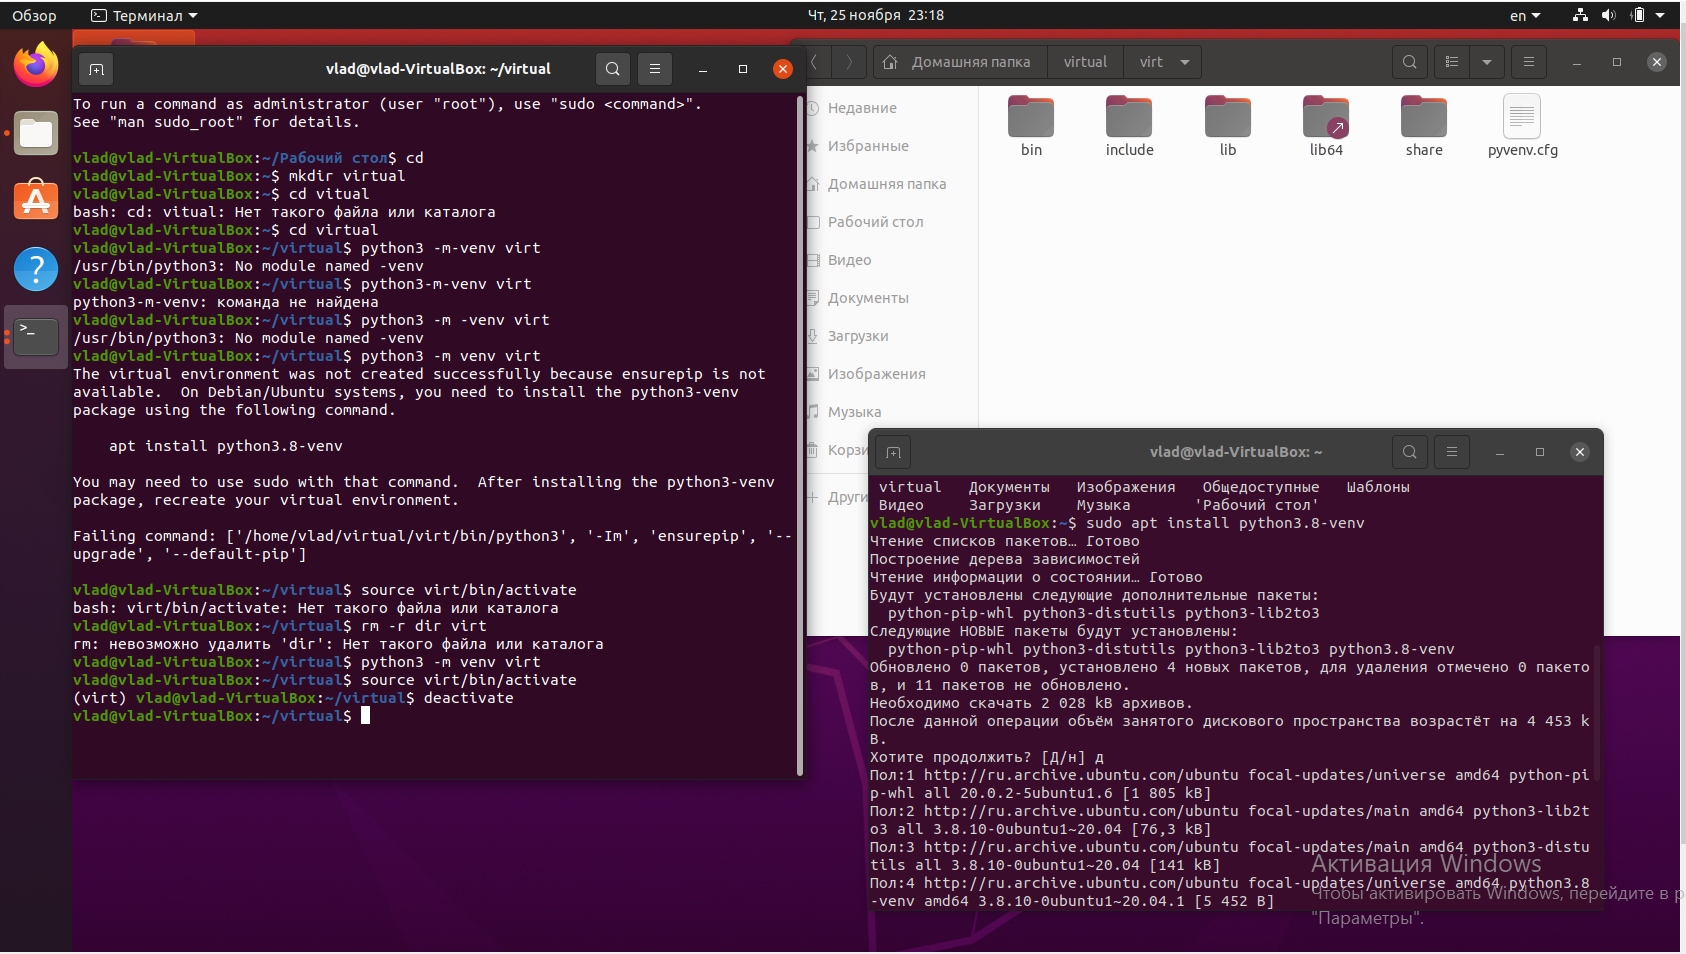 Обзор
Терминал
Чт, 25 ноября 23:18
en
vlad@vlad-VirtualBox: ~/virtual
To run a command as administrator (user "root"), use "sudo <command>".
See "man sudo_root" for details.
vlad@vlad-VirtualBox:~/Рабочий стол$ cd
vlad@vlad-VirtualBox:~$ mkdir virtual
vlad@vlad-VirtualBox:~$ cd vitual
bash: cd: vitual: Нет такого файла или каталога
vlad@vlad-VirtualBox:~$ cd virtual
vlad@vlad-VirtualBox:~/virtual$ python3 -m-venv virt
/usr/bin/python3: No module named -venv
vlad@vlad-VirtualBox:~/virtual$ python3-m-venv virt
python3-m-venv: команда не найдена
vlad@vlad-VirtualBox:~/virtual$ python3 -m -venv virt
/usr/bin/python3: No module named -venv
vlad@vlad-VirtualBox:~/virtual$ python3 -m venv virt
The virtual environment was not created successfully because ensurepip is not
available.  On Debian/Ubuntu systems, you need to install the python3-venv
package using the following command.
apt install python3.8-venv
You may need to use sudo with that command.  After installing the python3-venv
package, recreate your virtual environment.
Failing command: ['/home/vlad/virtual/virt/bin/python3', '-Im', 'ensurepip', '--
upgrade', '--default-pip']
vlad@vlad-VirtualBox:~/virtual$ source virt/bin/activate
bash: virt/bin/activate: Нет такого файла или каталога
vlad@vlad-VirtualBox:~/virtual$ rm -r dir virt
rm: невозможно удалить 'dir': Нет такого файла или каталога
vlad@vlad-VirtualBox:~/virtual$ python3 -m venv virt
vlad@vlad-VirtualBox:~/virtual$ source virt/bin/activate
(virt) vlad@vlad-VirtualBox:~/virtual$ deactivate
vlad@vlad-VirtualBox:~/virtual$
Домашняя папка
virtual
virt
Недавние
Избранные
Домашняя папка
Рабочий стол
Видео
Документы
Загрузки
Изображения
Музыка
Корзи
Други
bin
include
lib
lib64
share
pyvenv.cfg
vlad@vlad-VirtualBox: ~
virtual Документы Изображения Общедоступные Шаблоны
Видео Загрузки Музыка 'Рабочий стол'
vlad@vlad-VirtualBox:~$ sudo apt install python3.8-venv
Чтение списков пакетов… Готово
Построение дерева зависимостей
Чтение информации о состоянии… Готово
Будут установлены следующие дополнительные пакеты:
python-pip-whl python3-distutils python3-lib2to3
Следующие НОВЫЕ пакеты будут установлены:
python-pip-whl python3-distutils python3-lib2to3 python3.8-venv
Обновлено 0 пакетов, установлено 4 новых пакетов, для удаления отмечено 0 пакето
в, и 11 пакетов не обновлено.
Необходимо скачать 2 028 kB архивов.
После данной операции объём занятого дискового пространства возрастёт на 4 453 k
B.
Хотите продолжить? [Д/н] д
Пол:1 http://ru.archive.ubuntu.com/ubuntu focal-updates/universe amd64 python-pi
p-whl all 20.0.2-5ubuntu1.6 [1 805 kB]
Пол:2 http://ru.archive.ubuntu.com/ubuntu focal-updates/main amd64 python3-lib2t
o3 all 3.8.10-0ubuntu1~20.04 [76,3 kB]
Пол:3 http://ru.archive.ubuntu.com/ubuntu focal-updates/main amd64 python3-distu
tils all 3.8.10-0ubuntu1~20.04 [141 kB]
Пол:4 http://ru.archive.ubuntu.com/ubuntu focal-updates/universe amd64 python3.8
-venv amd64 3.8.10-0ubuntu1~20.04.1 [5 452 B]
Активация Windows
Чтобы активировать Windows, перейдите в р
"Параметры".